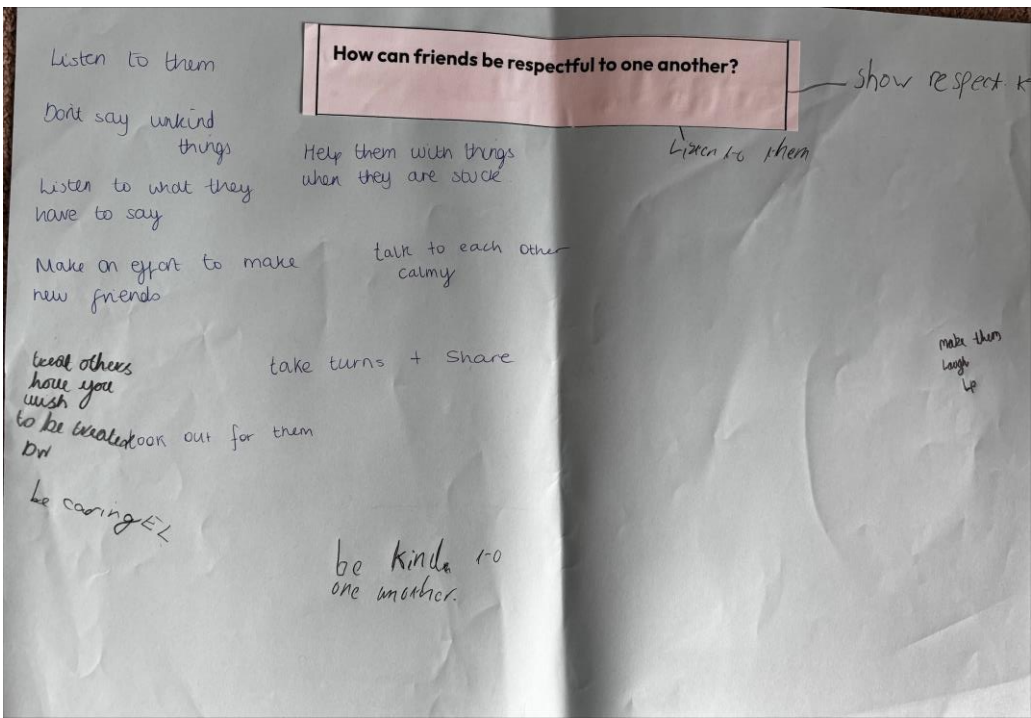 How can friends be respectful to one another?
Listen to them
show respect. K
Don't say unkind
things
Listen to them
Help them with things
when they are stuck
Listen to what they
have to say
talk to each other
calmy
Make an effort to make
new friends
make them
laugh
treat others
how you
wish
to be treated
DW
take turns + Share
look out for them
be caring EL
be kind to
one another.